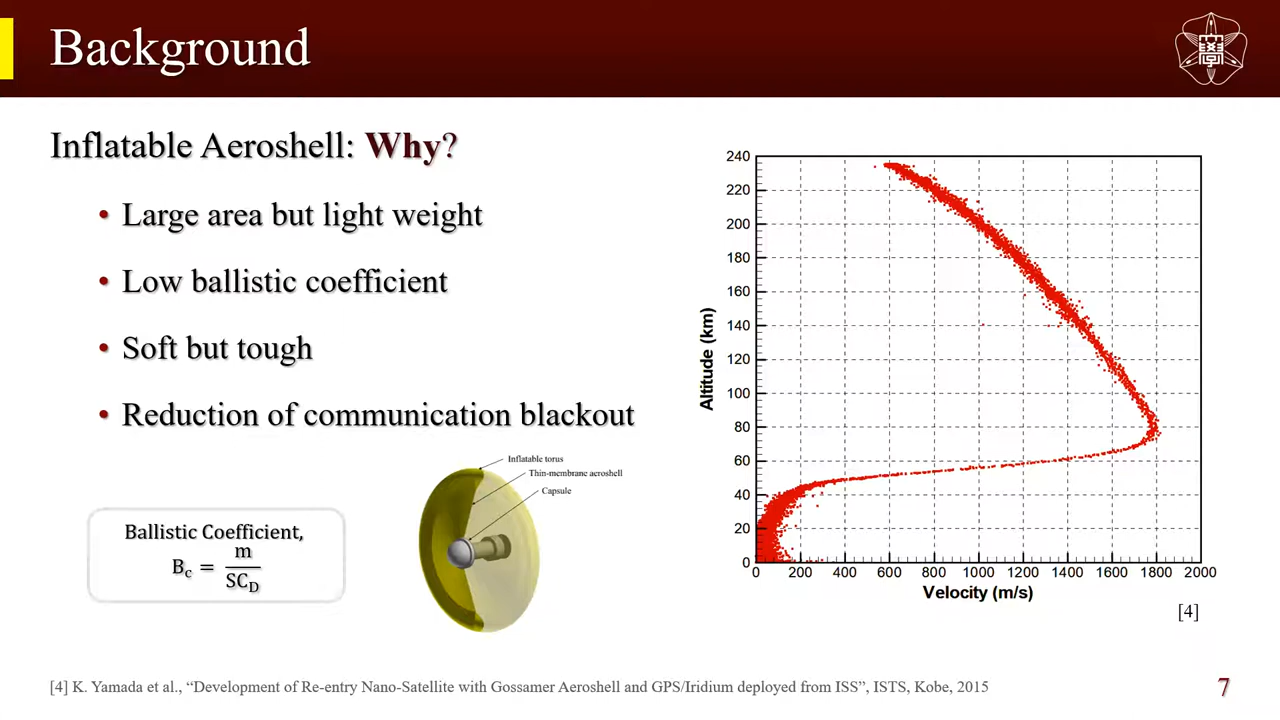 Background
Inflatable Aeroshell: Why?
• Large area but light weight
• Low ballistic coefficient
• Soft but tough
• Reduction of communication blackout
Inflatable torus
Thin-membrane aeroshell
Capsule
Ballistic Coefficient,
B_c = m/SC_D
240
220
200
180
160
140
120
100
80
60
40
20
0
Altitude (km)
0 200 400 600 800 1000 1200 1400 1600 1800 2000
Velocity (m/s)
[4]
[4] K. Yamada et al., “Development of Re-entry Nano-Satellite with Gossamer Aeroshell and GPS/Iridium deployed from ISS”, ISTS, Kobe, 2015
7